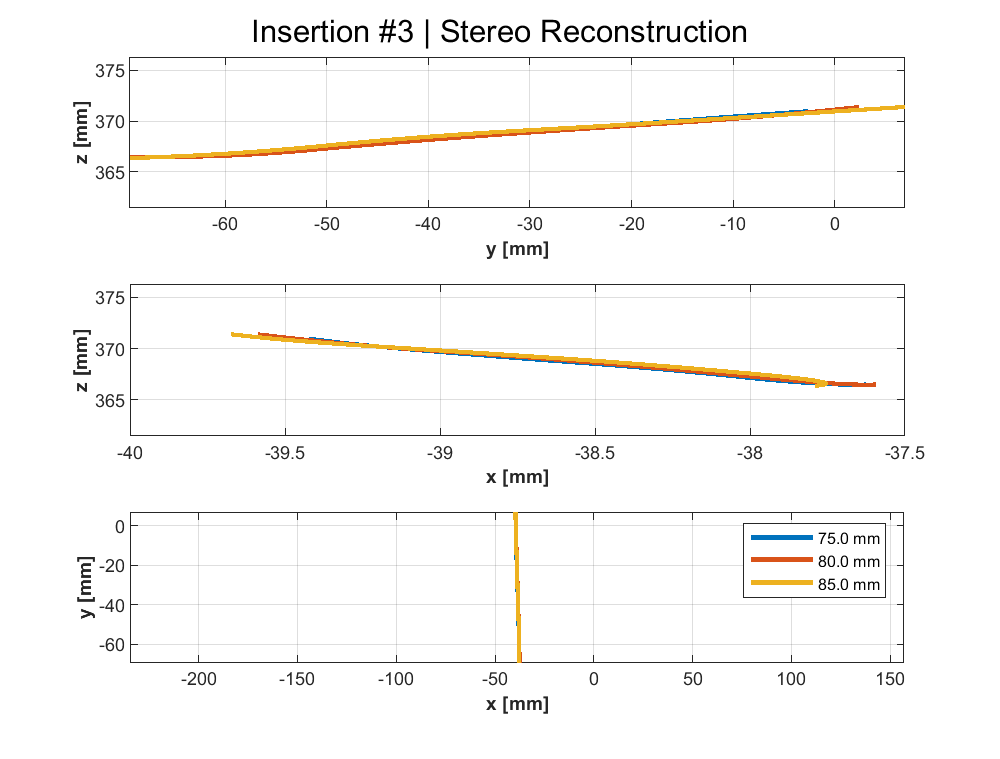 Insertion #3 | Stereo Reconstruction
375
370
365
z [mm]
-60 -50 -40 -30 -20 -10 0
y [mm]
375
370
365
z [mm]
-40 -39.5 -39 -38.5 -38 -37.5
x [mm]
0
-20
-40
-60
y [mm]
75.0 mm
80.0 mm
85.0 mm
-200 -150 -100 -50 0 50 100 150
x [mm]